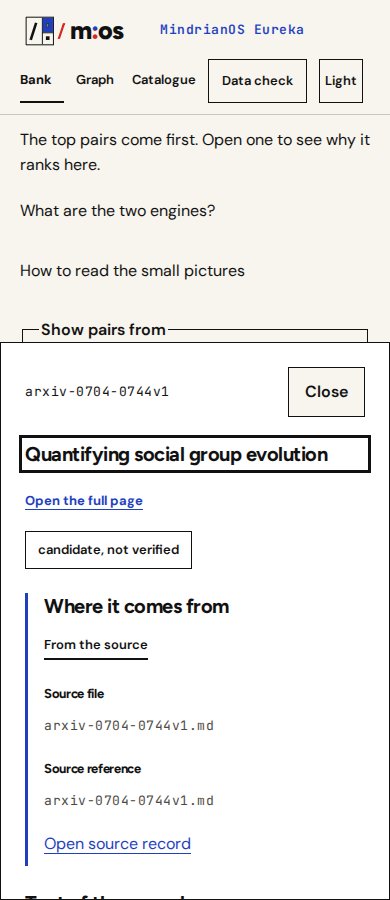 / m:os
MindrianOS Eureka
Bank Graph Catalogue Data check Light
The top pairs come first. Open one to see why it
ranks here.
What are the two engines?
How to read the small pictures
Show pairs from
arxiv-0704-0744v1
Close
Quantifying social group evolution
Open the full page
candidate, not verified
Where it comes from
From the source
Source file
arxiv-0704-0744v1.md
Source reference
arxiv-0704-0744v1.md
Open source record